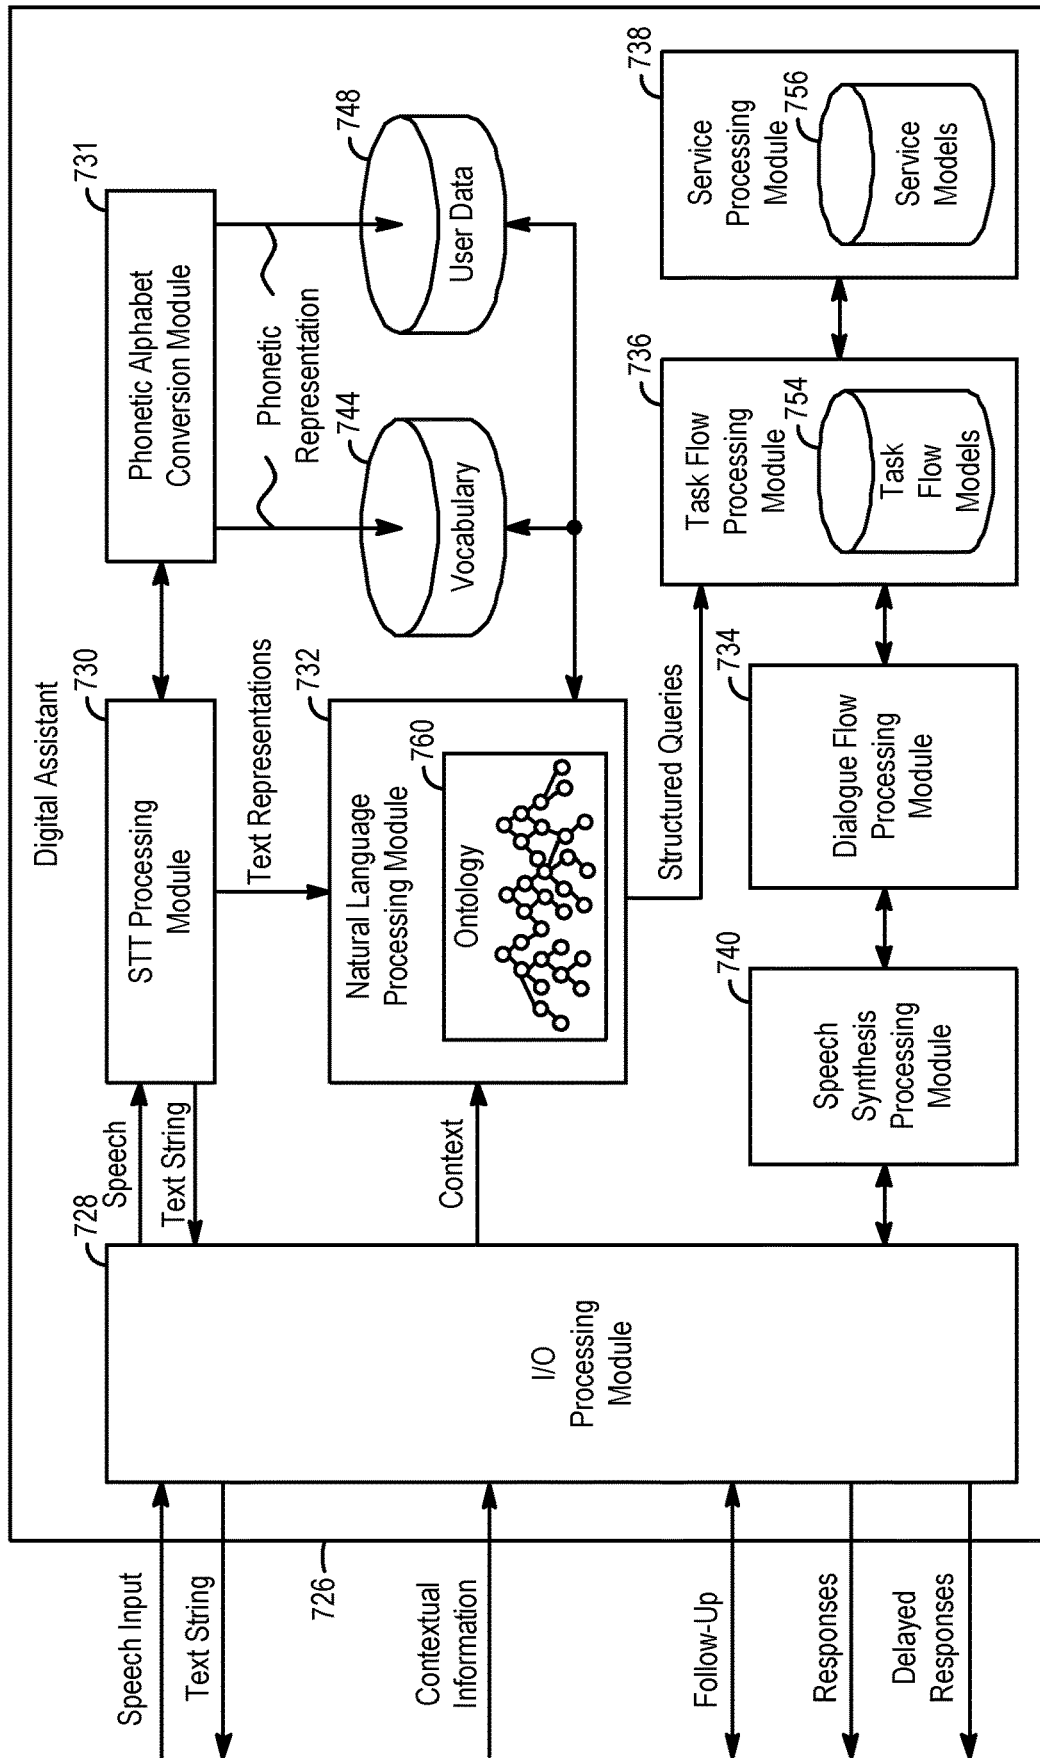 Digital Assistant
726
Speech Input
Text String
Contextual
Information
Follow-Up
Responses
Delayed
Responses
728
I/O
Processing
Module
Speech
Text String
Context
730
STT Processing
Module
731
Phonetic Alphabet
Conversion Module
Text Representations
Phonetic
Representation
732
Natural Language
Processing Module
760
Ontology
744
Vocabulary
748
User Data
Structured Queries
740
Speech
Synthesis
Processing
Module
734
Dialogue Flow
Processing
Module
736
Task Flow
Processing
Module
754
Task
Flow
Models
738
Service
Processing
Module
756
Service
Models